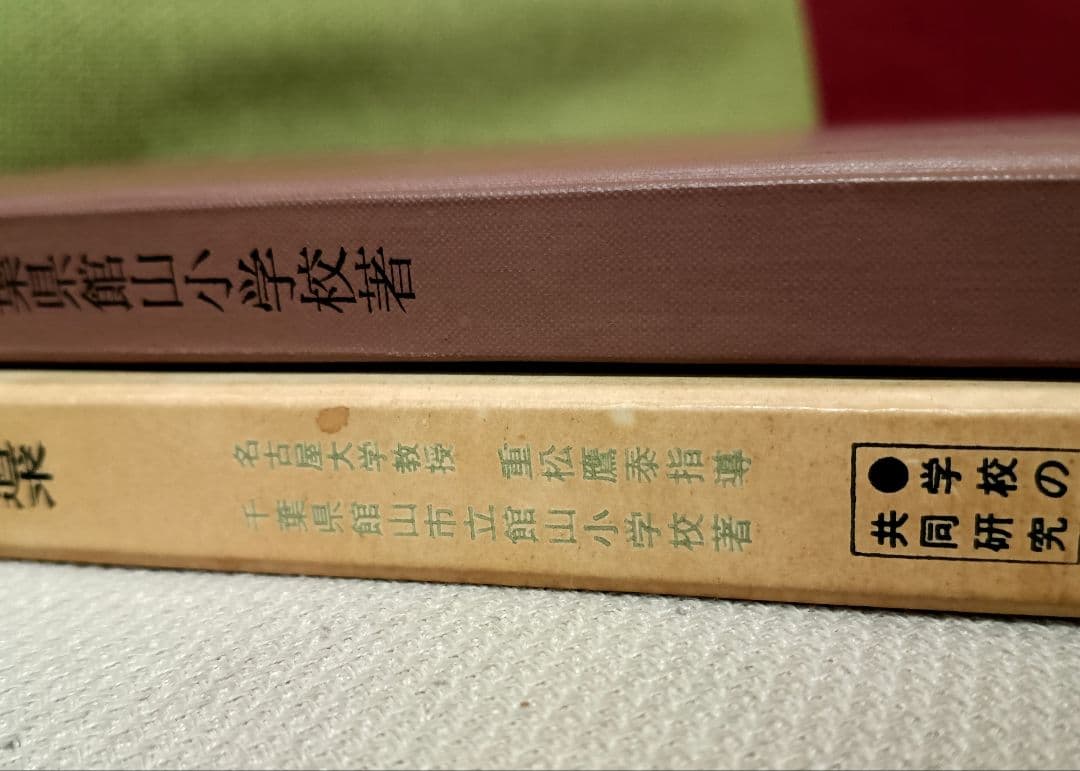 葉県館山小学校著
名古屋大学教授 重松鷹泰指導
千葉県館山市立館山小学校著
●学校の
共同研究